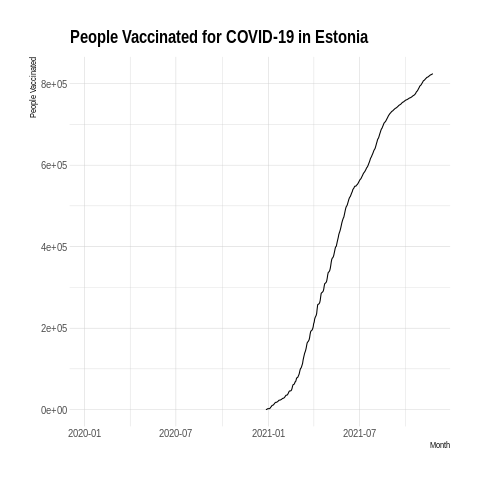 People Vaccinated for COVID-19 in Estonia
People Vaccinated
8e+05
6e+05
4e+05
2e+05
0e+00
2020-01 2020-07 2021-01 2021-07
Month